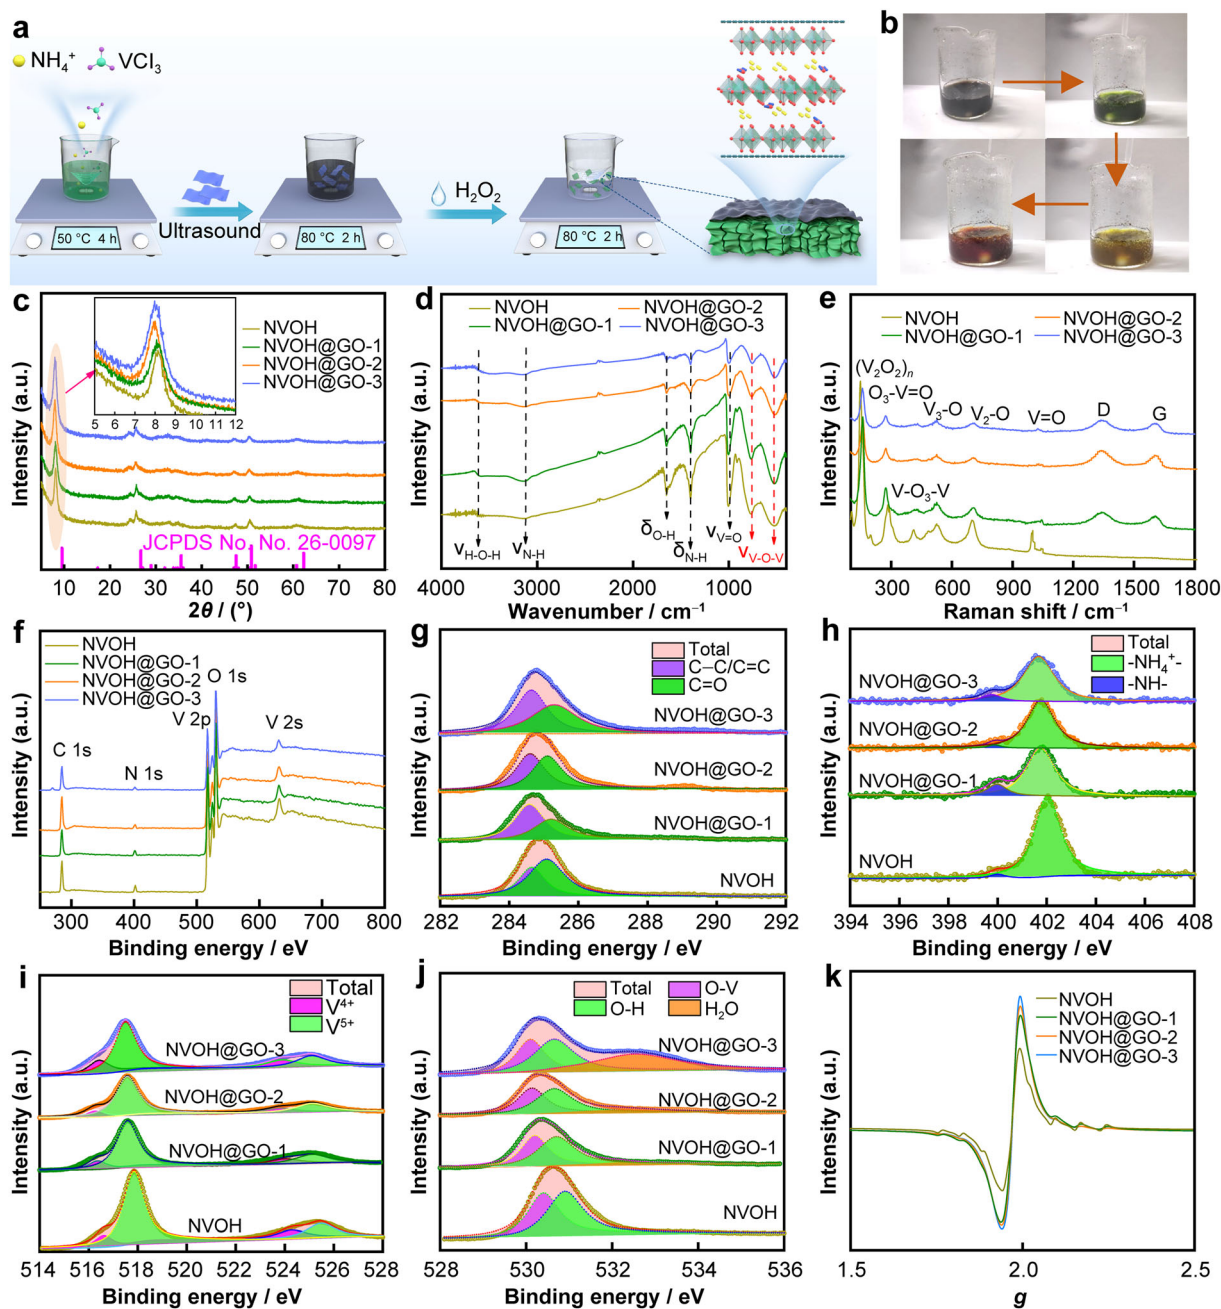 a
NH₄⁺ VCl₃
50 °C 4 h
Ultrasound
80 °C 2 h
H₂O₂
80 °C 2 h
b
c
NVOH
NVOH@GO-1
NVOH@GO-2
NVOH@GO-3
5 6 7 8 9 10 11 12
JCPDS No. No. 26-0097
Intensity (a.u.)
5 10 20 30 40 50 60 70 80
2θ / (°)
d
NVOH NVOH@GO-2
NVOH@GO-1 NVOH@GO-3
Intensity (a.u.)
ν_H-O-H ν_N-H δ_O-H δ_N-H ν_V=O ν_V-O-V
4000 3000 2000 1000
Wavenumber / cm⁻¹
e
NVOH NVOH@GO-2
NVOH@GO-1 NVOH@GO-3
(V₂O₂)ₙ
O₃-V=O
V₃-O V₂-O V=O D G
V-O₃-V
Intensity (a.u.)
300 600 900 1200 1500 1800
Raman shift / cm⁻¹
f
NVOH
NVOH@GO-1
NVOH@GO-2
NVOH@GO-3
O 1s
V 2p V 2s
C 1s
N 1s
Intensity (a.u.)
300 400 500 600 700 800
Binding energy / eV
g
Total
C–C/C=C
C=O
NVOH@GO-3
NVOH@GO-2
NVOH@GO-1
NVOH
Intensity (a.u.)
282 284 286 288 290 292
Binding energy / eV
h
Total
-NH₄⁺-
-NH-
NVOH@GO-3
NVOH@GO-2
NVOH@GO-1
NVOH
Intensity (a.u.)
394 396 398 400 402 404 406 408
Binding energy / eV
i
Total
V⁴⁺
V⁵⁺
NVOH@GO-3
NVOH@GO-2
NVOH@GO-1
NVOH
Intensity (a.u.)
514 516 518 520 522 524 526 528
Binding energy / eV
j
Total O-V
O-H H₂O
NVOH@GO-3
NVOH@GO-2
NVOH@GO-1
NVOH
Intensity (a.u.)
528 530 532 534 536
Binding energy / eV
k
NVOH
NVOH@GO-1
NVOH@GO-2
NVOH@GO-3
Intensity (a.u.)
1.5 2.0 2.5
g